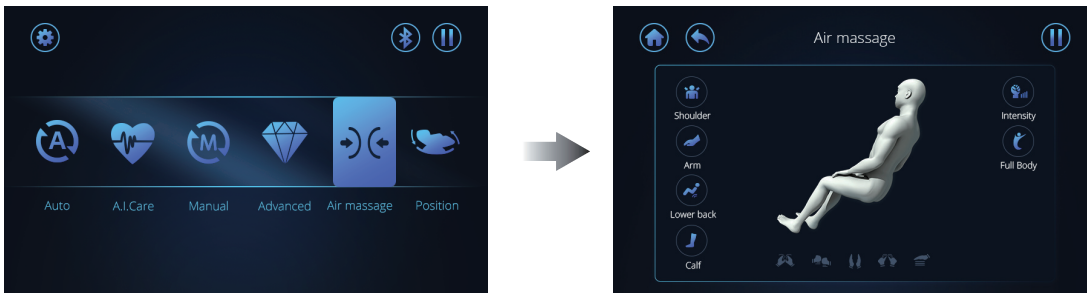 A
M
Auto A.I.Care Manual Advanced Air massage Position
Air massage
Shoulder
Arm
Lower back
Calf
Intensity
Full Body